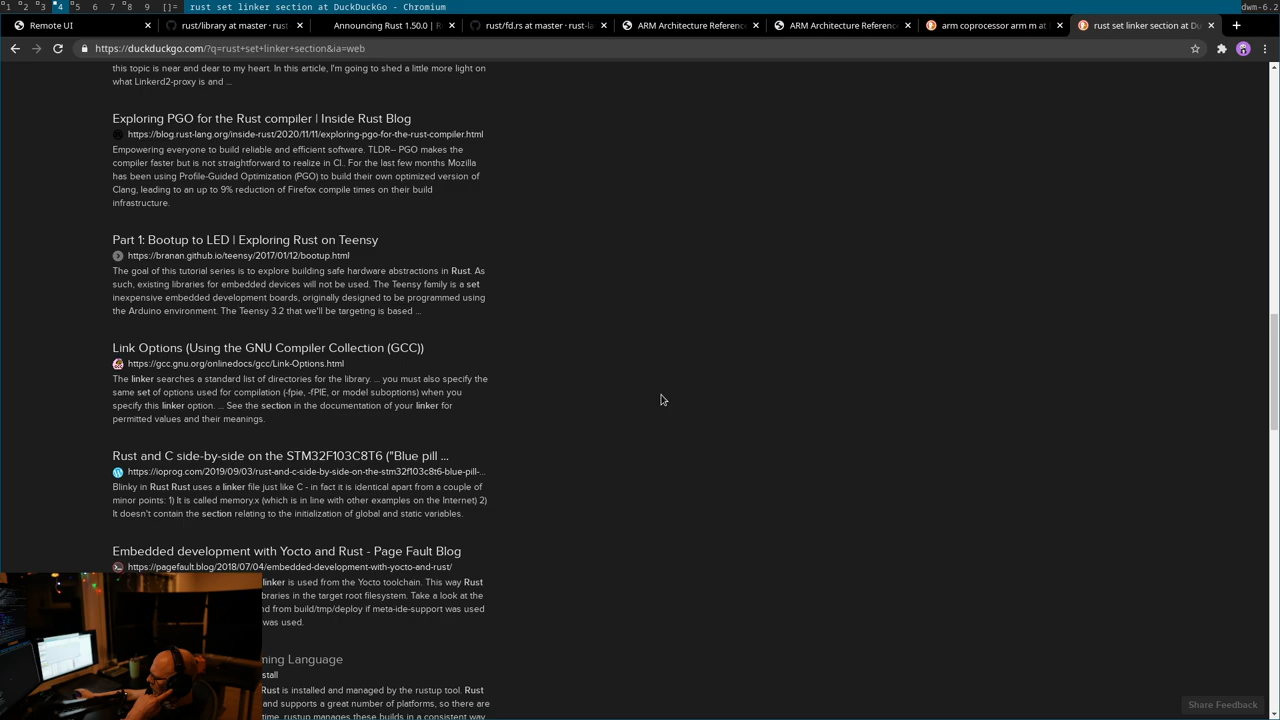 1 2 3 4 5 6 7 8 9 []= rust set linker section at DuckDuckGo - Chromium dwm-6.2
Remote UI × rust/library at master · rust × Announcing Rust 1.50.0 | R × rust/fd.rs at master · rust-la × ARM Architecture Referenc × ARM Architecture Referenc × arm coprocessor arm m at × rust set linker section at Du ×
https://duckduckgo.com/?q=rust+set+linker+section&ia=web
this topic is near and dear to my heart. In this article, I'm going to shed a little more light on
what Linkerd2-proxy is and ...
Exploring PGO for the Rust compiler | Inside Rust Blog
https://blog.rust-lang.org/inside-rust/2020/11/11/exploring-pgo-for-the-rust-compiler.html
Empowering everyone to build reliable and efficient software. TLDR-- PGO makes the
compiler faster but is not straightforward to realize in CI.. For the last few months Mozilla
has been using Profile-Guided Optimization (PGO) to build their own optimized version of
Clang, leading to an up to 9% reduction of Firefox compile times on their build
infrastructure.
Part 1: Bootup to LED | Exploring Rust on Teensy
https://branan.github.io/teensy/2017/01/12/bootup.html
The goal of this tutorial series is to explore building safe hardware abstractions in Rust. As
such, existing libraries for embedded devices will not be used. The Teensy family is a set
inexpensive embedded development boards, originally designed to be programmed using
the Arduino environment. The Teensy 3.2 that we'll be targeting is based ...
Link Options (Using the GNU Compiler Collection (GCC))
https://gcc.gnu.org/onlinedocs/gcc/Link-Options.html
The linker searches a standard list of directories for the library. ... you must also specify the
same set of options used for compilation (-fpie, -fPIE, or model suboptions) when you
specify this linker option. ... See the section in the documentation of your linker for
permitted values and their meanings.
Rust and C side-by-side on the STM32F103C8T6 ("Blue pill ...
https://ioprog.com/2019/09/03/rust-and-c-side-by-side-on-the-stm32f103c8t6-blue-pill-...
Blinky in Rust Rust uses a linker file just like C - in fact it is identical apart from a couple of
minor points: 1) It is called memory.x (which is in line with other examples on the Internet) 2)
It doesn't contain the section relating to the initialization of global and static variables.
Embedded development with Yocto and Rust - Page Fault Blog
https://pagefault.blog/2018/07/04/embedded-development-with-yocto-and-rust/
linker is used from the Yocto toolchain. This way Rust
braries in the target root filesystem. Take a look at the
nd from build/tmp/deploy if meta-ide-support was used
was used.
ming Language
stall
Rust is installed and managed by the rustup tool. Rust
and supports a great number of platforms, so there are
time. rustup manages these builds in a consistent way
Share Feedback